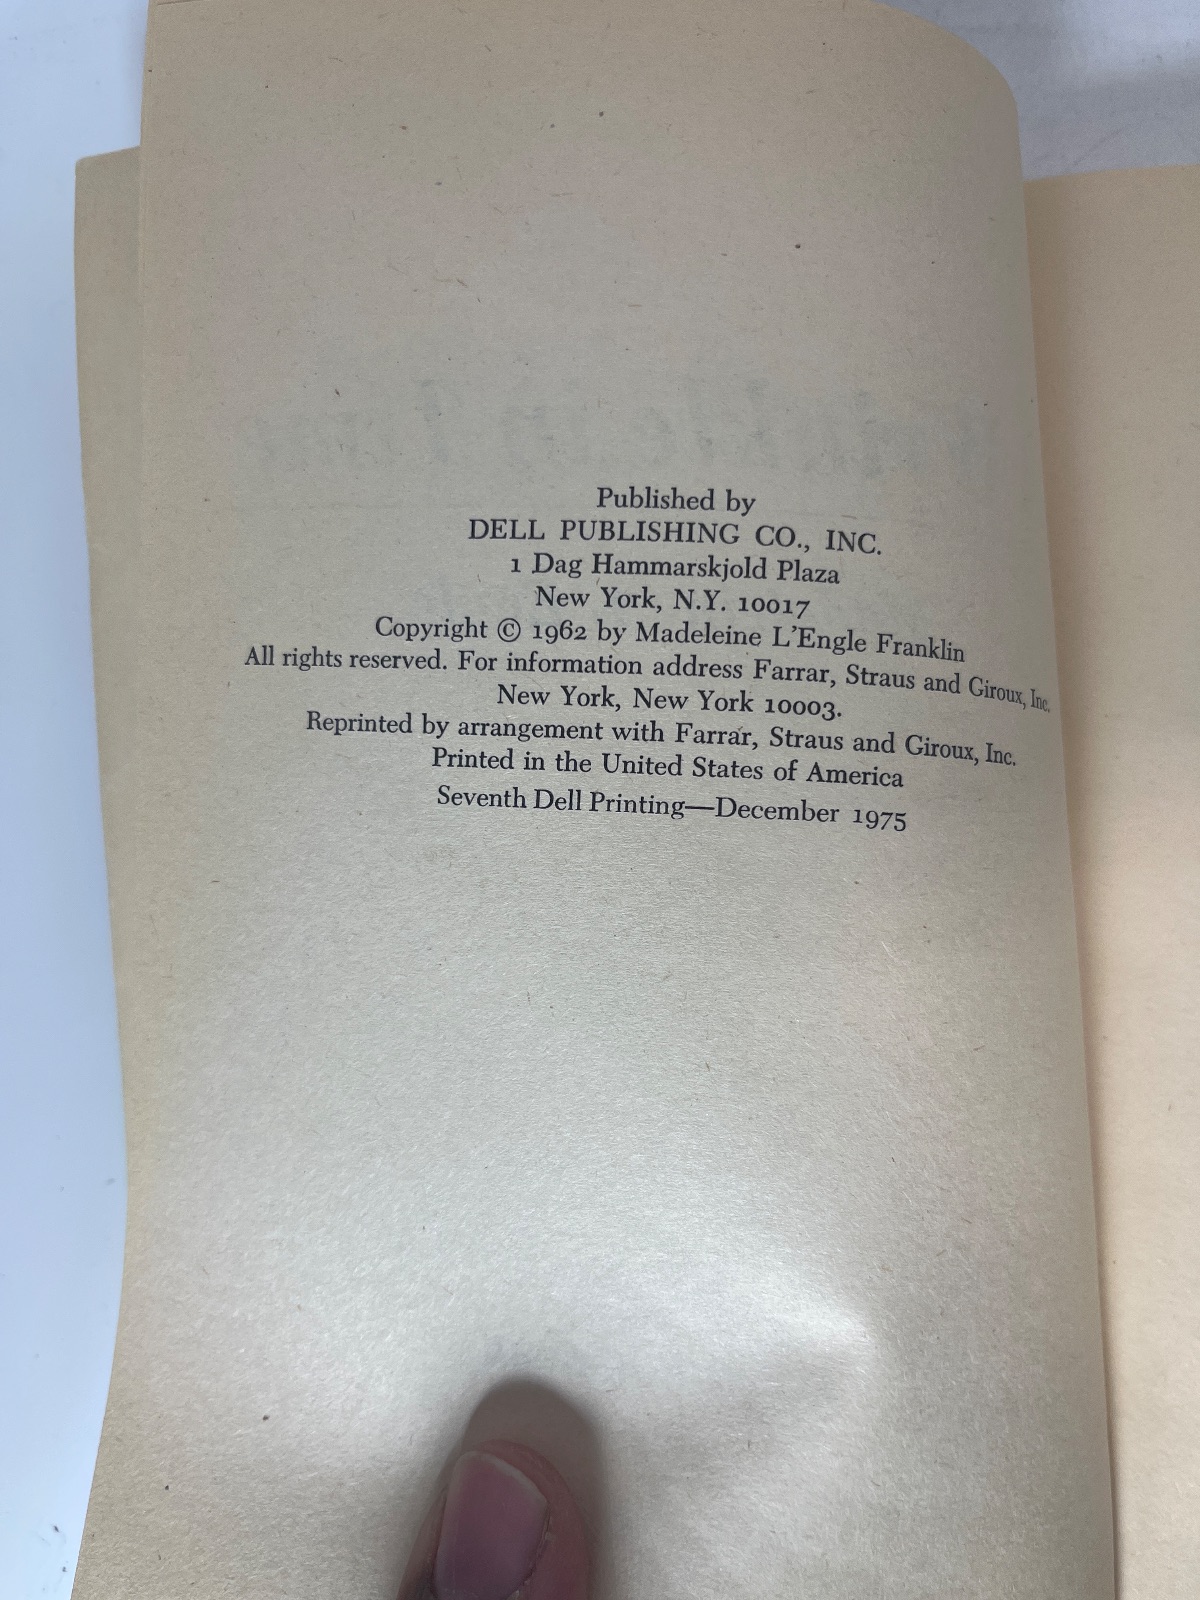 Published by
DELL PUBLISHING CO., INC.
1 Dag Hammarskjold Plaza
New York, N.Y. 10017
Copyright © 1962 by Madeleine L'Engle Franklin
All rights reserved. For information address Farrar, Straus and Giroux, Inc.
New York, New York 10003.
Reprinted by arrangement with Farrar, Straus and Giroux, Inc.
Printed in the United States of America
Seventh Dell Printing—December 1975